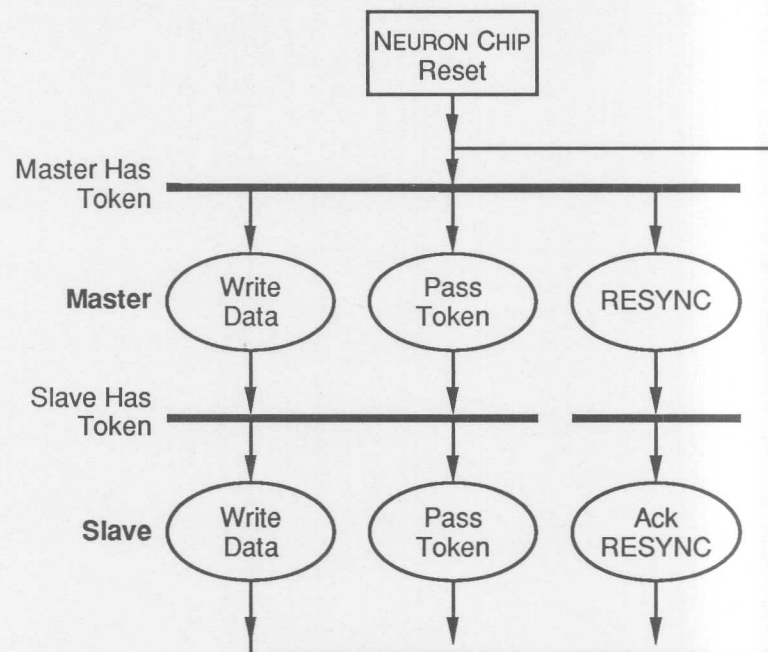 NEURON CHIP
Reset
Master Has
Token
Master
Write
Data
Pass
Token
RESYNC
Slave Has
Token
Slave
Write
Data
Pass
Token
Ack
RESYNC